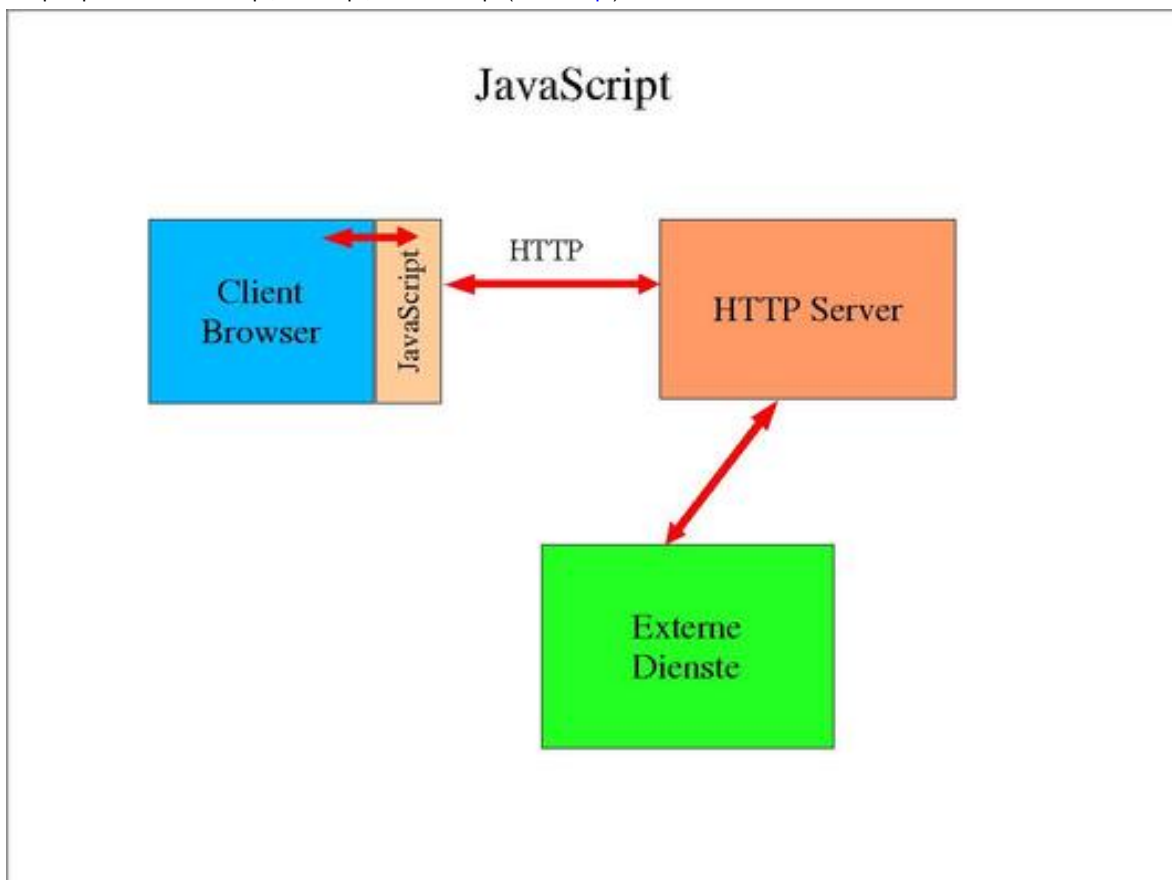 JavaScript
Client
Browser
JavaScript
HTTP
HTTP Server
Externe
Dienste